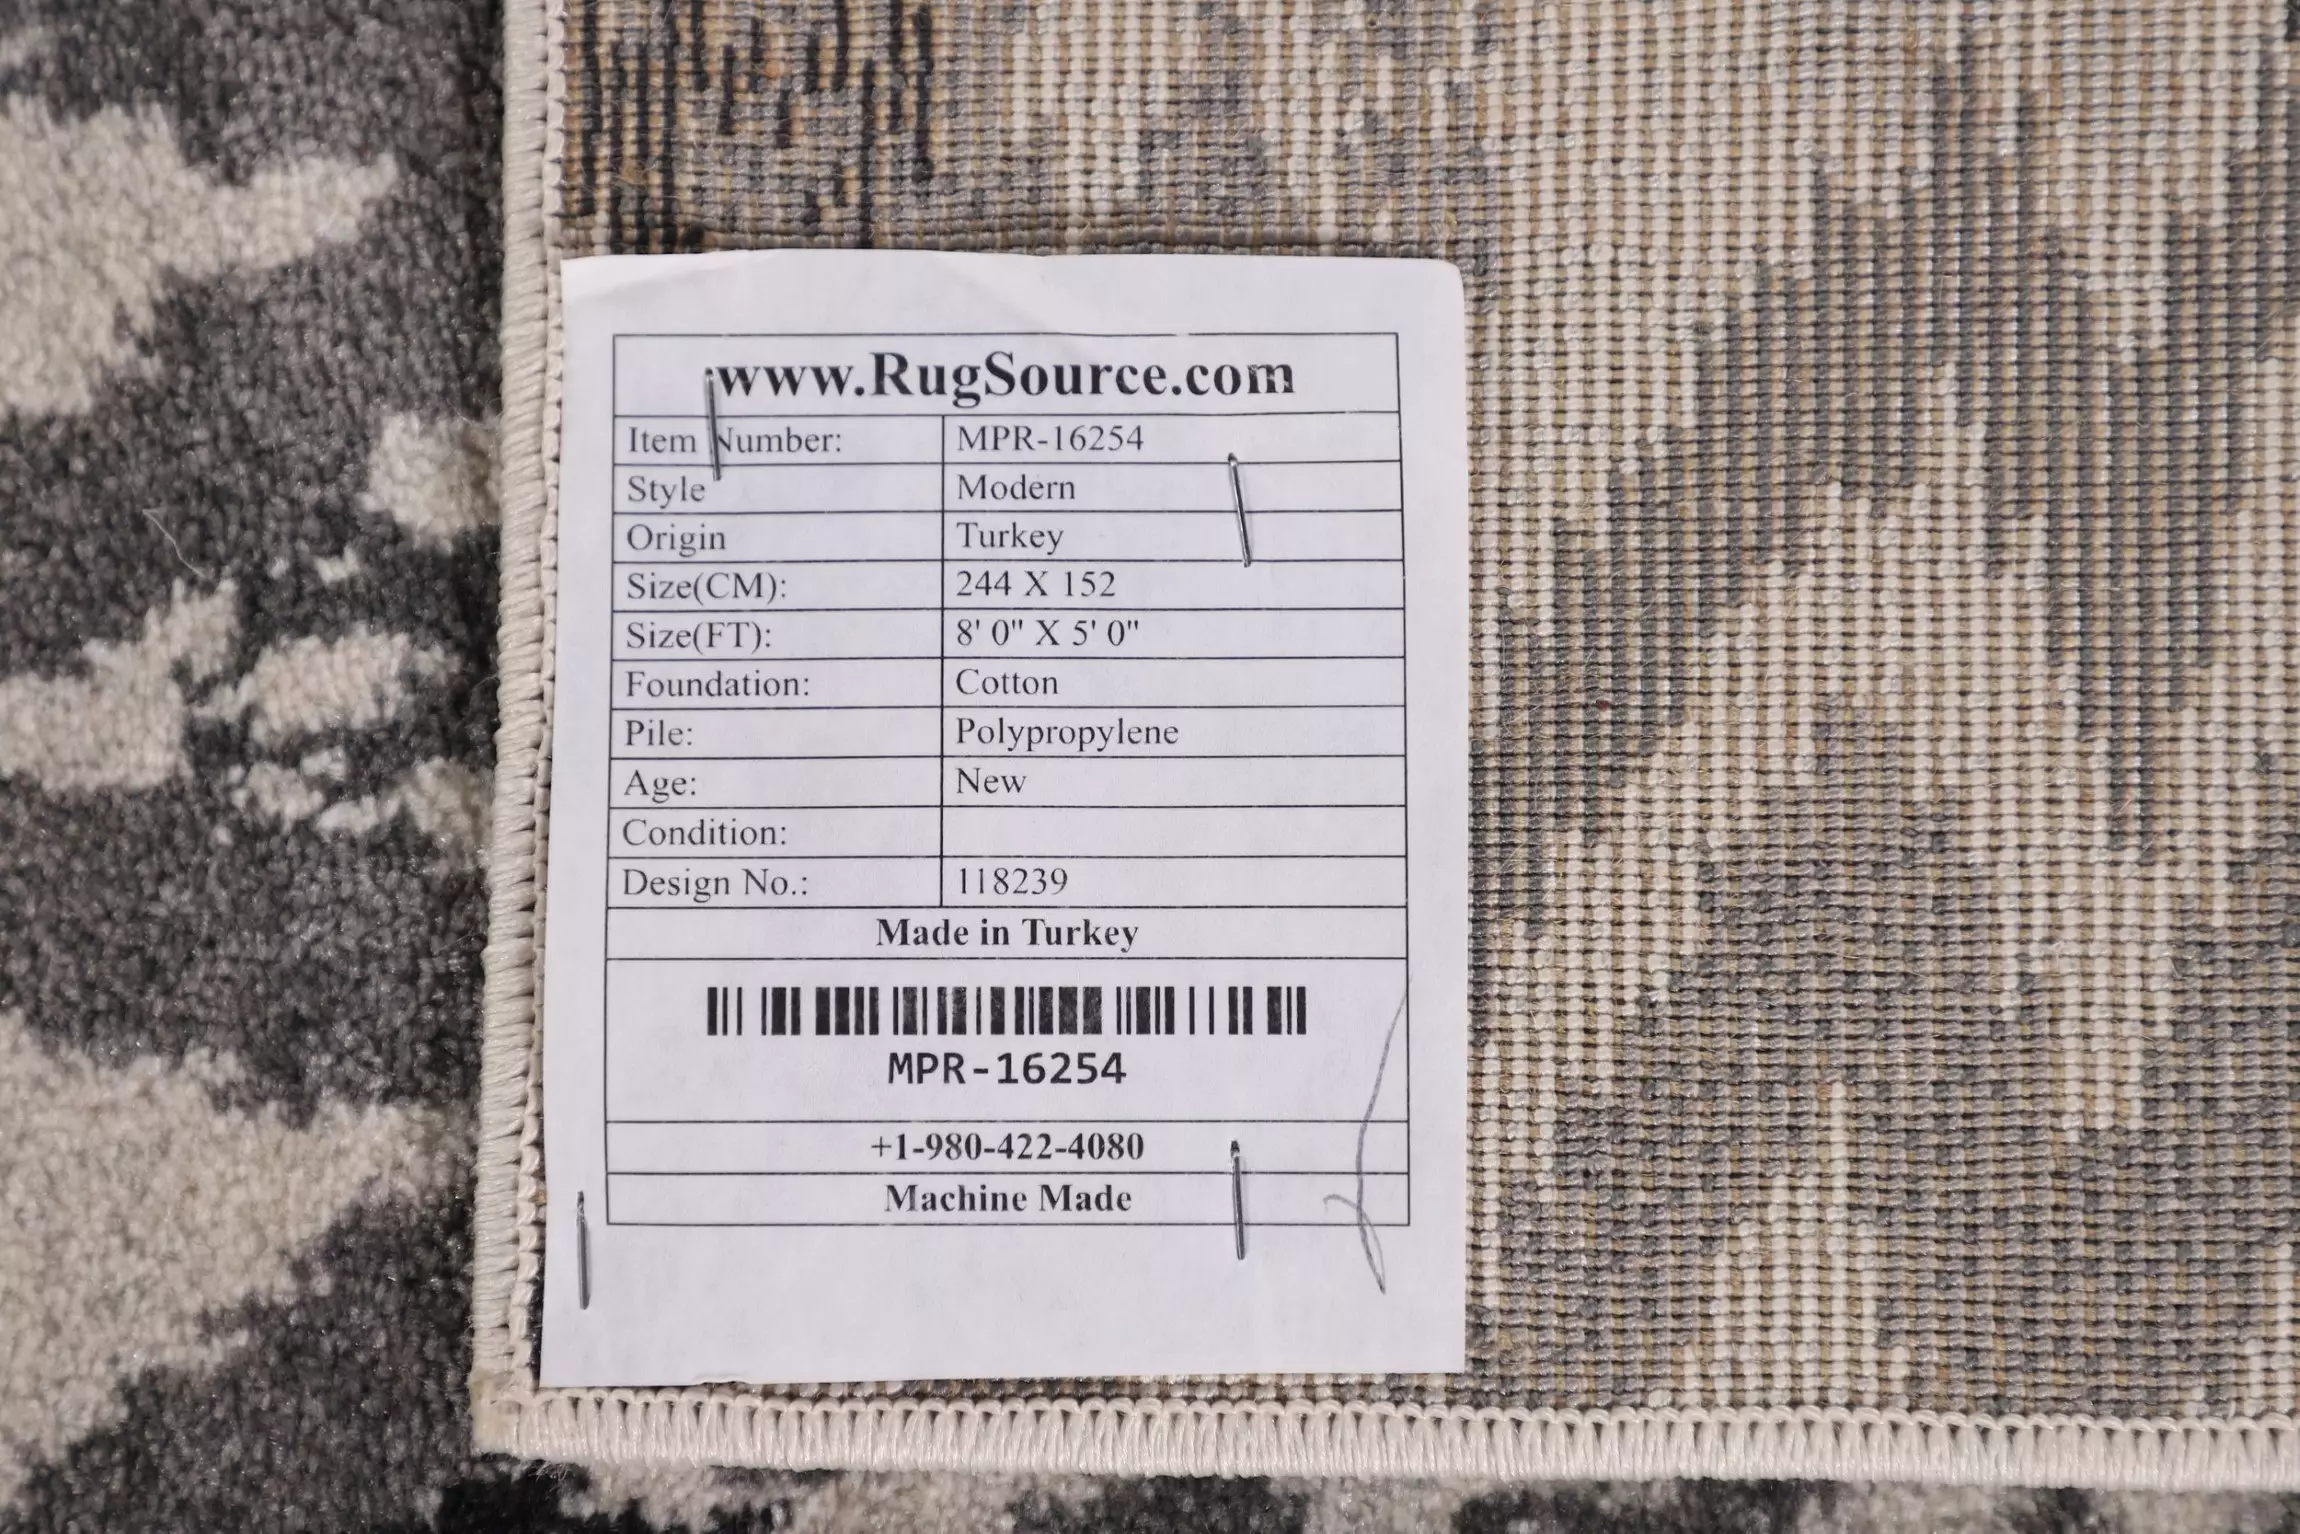 www.RugSource.com
Item Number: MPR-16254
Style Modern
Origin Turkey
Size(CM): 244 X 152
Size(FT): 8' 0" X 5' 0"
Foundation: Cotton
Pile: Polypropylene
Age: New
Condition:
Design No.: 118239
Made in Turkey
MPR-16254
+1-980-422-4080
Machine Made